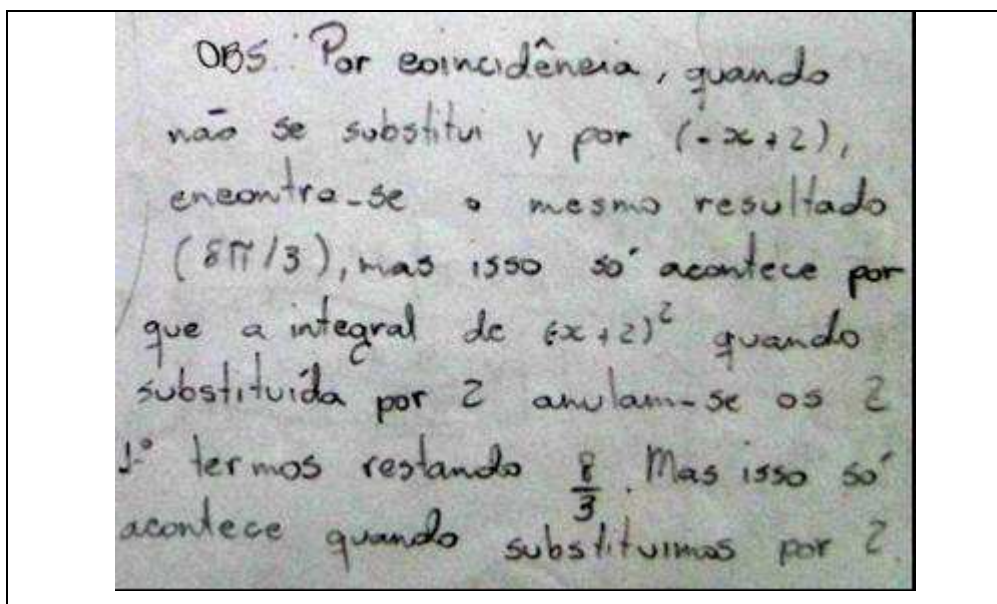 OBS: Por coincidência, quando
não se substitui y por (-x+2),
encontra-se o mesmo resultado
(8π/3), mas isso só acontece por
que a integral de (-x+2)² quando
substituída por 2 anulam-se os 2
1º termos restando 8/3. Mas isso só
acontece quando substituimos por 2.